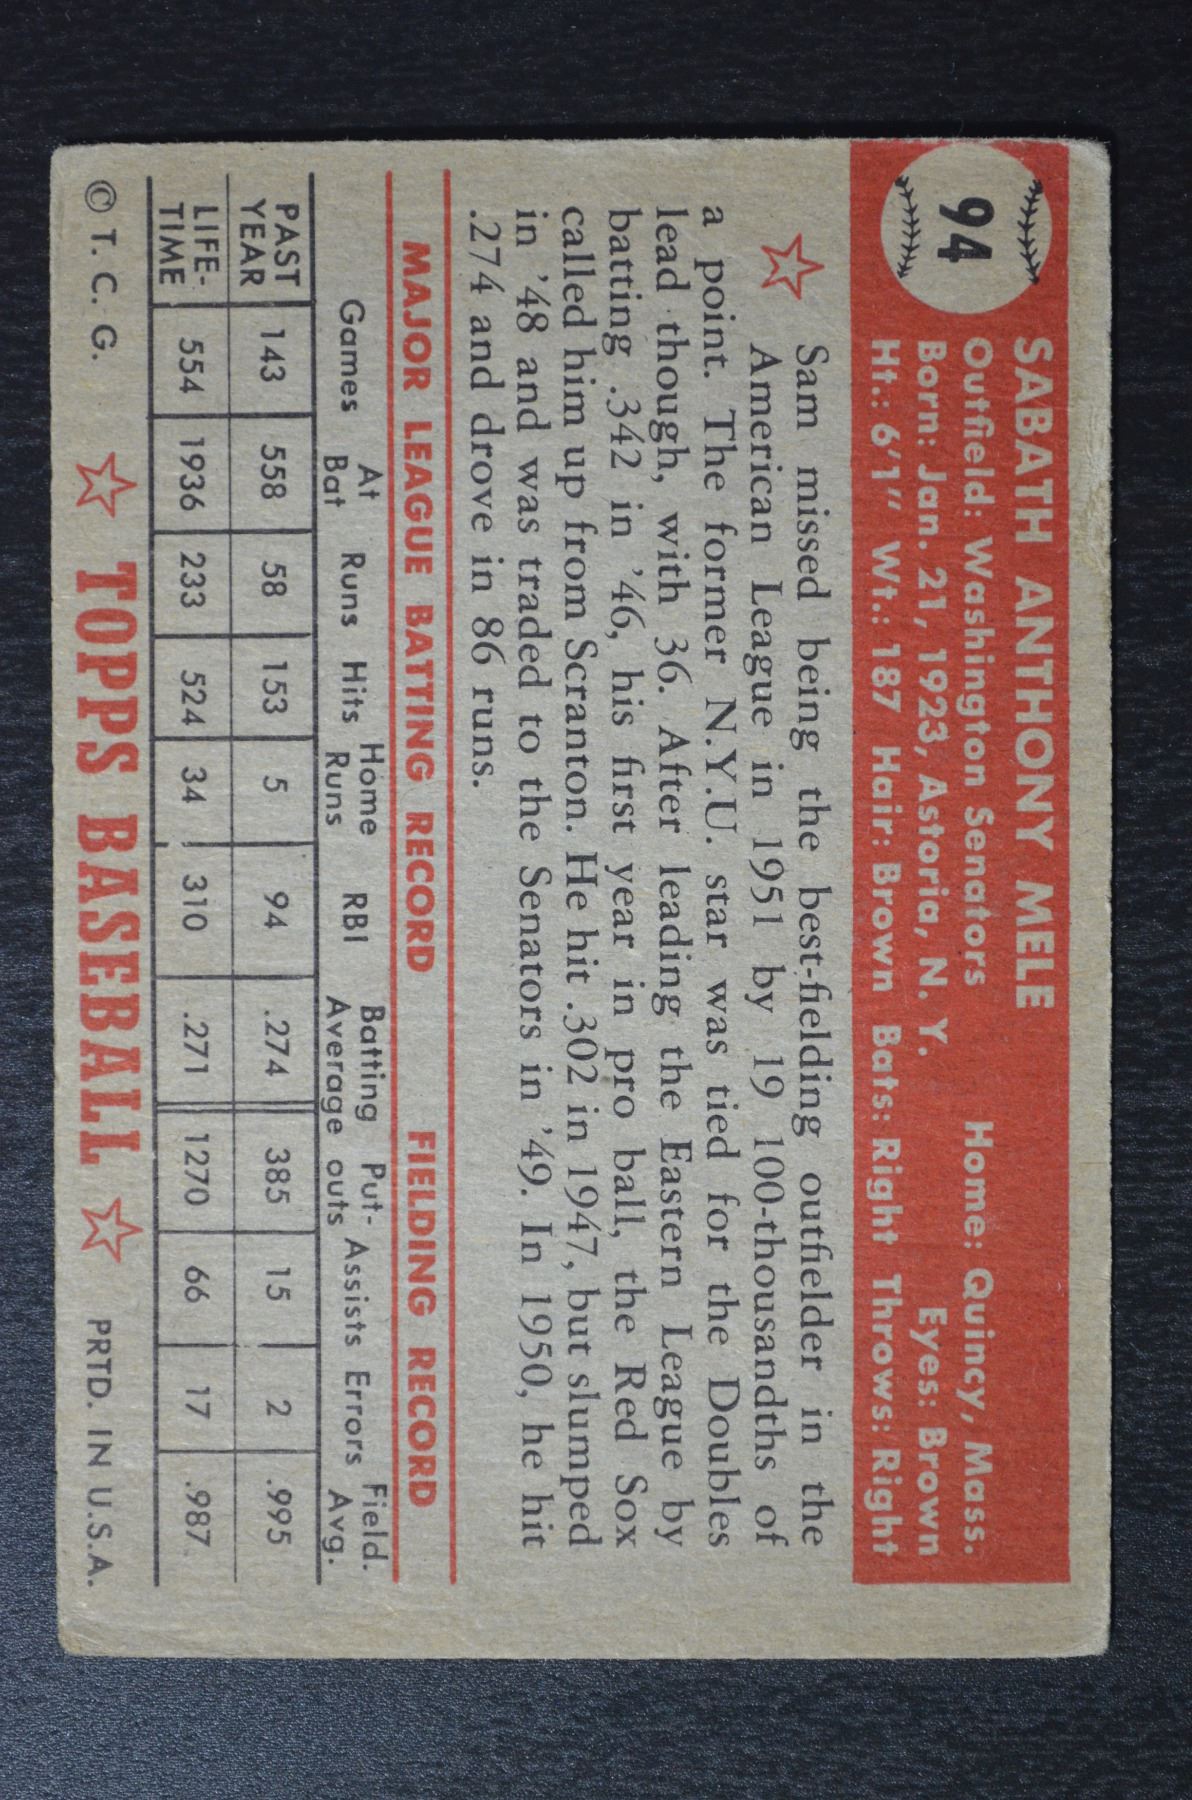 94
SABATH ANTHONY MELE
Outfield: Washington Senators Home: Quincy, Mass.
Born: Jan. 21, 1923, Astoria, N. Y. Eyes: Brown
Ht.: 6'1" Wt.: 187 Hair: Brown Bats: Right Throws: Right
Sam missed being the best-fielding outfielder in the
American League in 1951 by 19 100-thousandths of
a point. The former N.Y.U. star was tied for the Doubles
lead though, with 36. After leading the Eastern League by
batting .342 in '46, his first year in pro ball, the Red Sox
called him up from Scranton. He hit .302 in 1947, but slumped
in '48 and was traded to the Senators in '49. In 1950, he hit
.274 and drove in 86 runs.
MAJOR LEAGUE BATTING RECORD FIELDING RECORD
Games At Bat Runs Hits Home Runs RBI Batting Average Put-outs Assists Errors Field. Avg.
PAST YEAR 143 558 58 153 5 94 .274 385 15 2 .995
LIFE-TIME 554 1936 233 524 34 310 .271 1270 66 17 .987
© T. C. G. TOPPS BASEBALL PRTD. IN U.S.A.